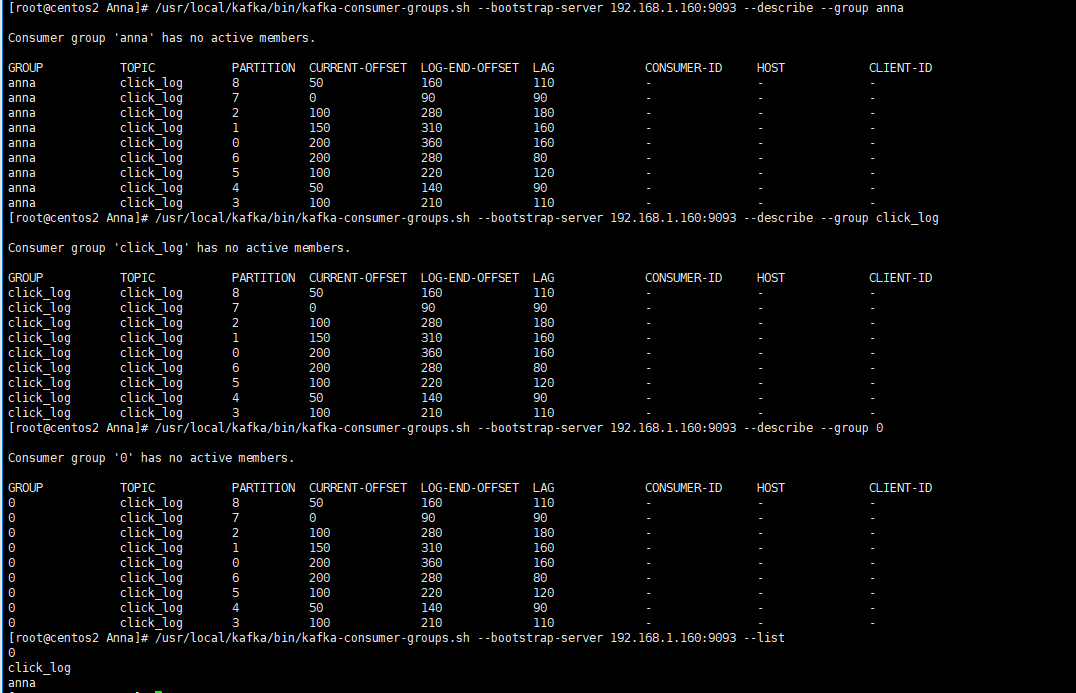 [root@centos2 Anna]# /usr/local/kafka/bin/kafka-consumer-groups.sh --bootstrap-server 192.168.1.160:9093 --describe --group anna
Consumer group 'anna' has no active members.
GROUP TOPIC PARTITION CURRENT-OFFSET LOG-END-OFFSET LAG CONSUMER-ID HOST CLIENT-ID
anna click_log 8 50 160 110 - - -
anna click_log 7 0 90 90 - - -
anna click_log 2 100 280 180 - - -
anna click_log 1 150 310 160 - - -
anna click_log 0 200 360 160 - - -
anna click_log 6 200 280 80 - - -
anna click_log 5 100 220 120 - - -
anna click_log 4 50 140 90 - - -
anna click_log 3 100 210 110 - - -
[root@centos2 Anna]# /usr/local/kafka/bin/kafka-consumer-groups.sh --bootstrap-server 192.168.1.160:9093 --describe --group click_log
Consumer group 'click_log' has no active members.
GROUP TOPIC PARTITION CURRENT-OFFSET LOG-END-OFFSET LAG CONSUMER-ID HOST CLIENT-ID
click_log click_log 8 50 160 110 - - -
click_log click_log 7 0 90 90 - - -
click_log click_log 2 100 280 180 - - -
click_log click_log 1 150 310 160 - - -
click_log click_log 0 200 360 160 - - -
click_log click_log 6 200 280 80 - - -
click_log click_log 5 100 220 120 - - -
click_log click_log 4 50 140 90 - - -
click_log click_log 3 100 210 110 - - -
[root@centos2 Anna]# /usr/local/kafka/bin/kafka-consumer-groups.sh --bootstrap-server 192.168.1.160:9093 --describe --group 0
Consumer group '0' has no active members.
GROUP TOPIC PARTITION CURRENT-OFFSET LOG-END-OFFSET LAG CONSUMER-ID HOST CLIENT-ID
0 click_log 8 50 160 110 - - -
0 click_log 7 0 90 90 - - -
0 click_log 2 100 280 180 - - -
0 click_log 1 150 310 160 - - -
0 click_log 0 200 360 160 - - -
0 click_log 6 200 280 80 - - -
0 click_log 5 100 220 120 - - -
0 click_log 4 50 140 90 - - -
0 click_log 3 100 210 110 - - -
[root@centos2 Anna]# /usr/local/kafka/bin/kafka-consumer-groups.sh --bootstrap-server 192.168.1.160:9093 --list
0
click_log
anna